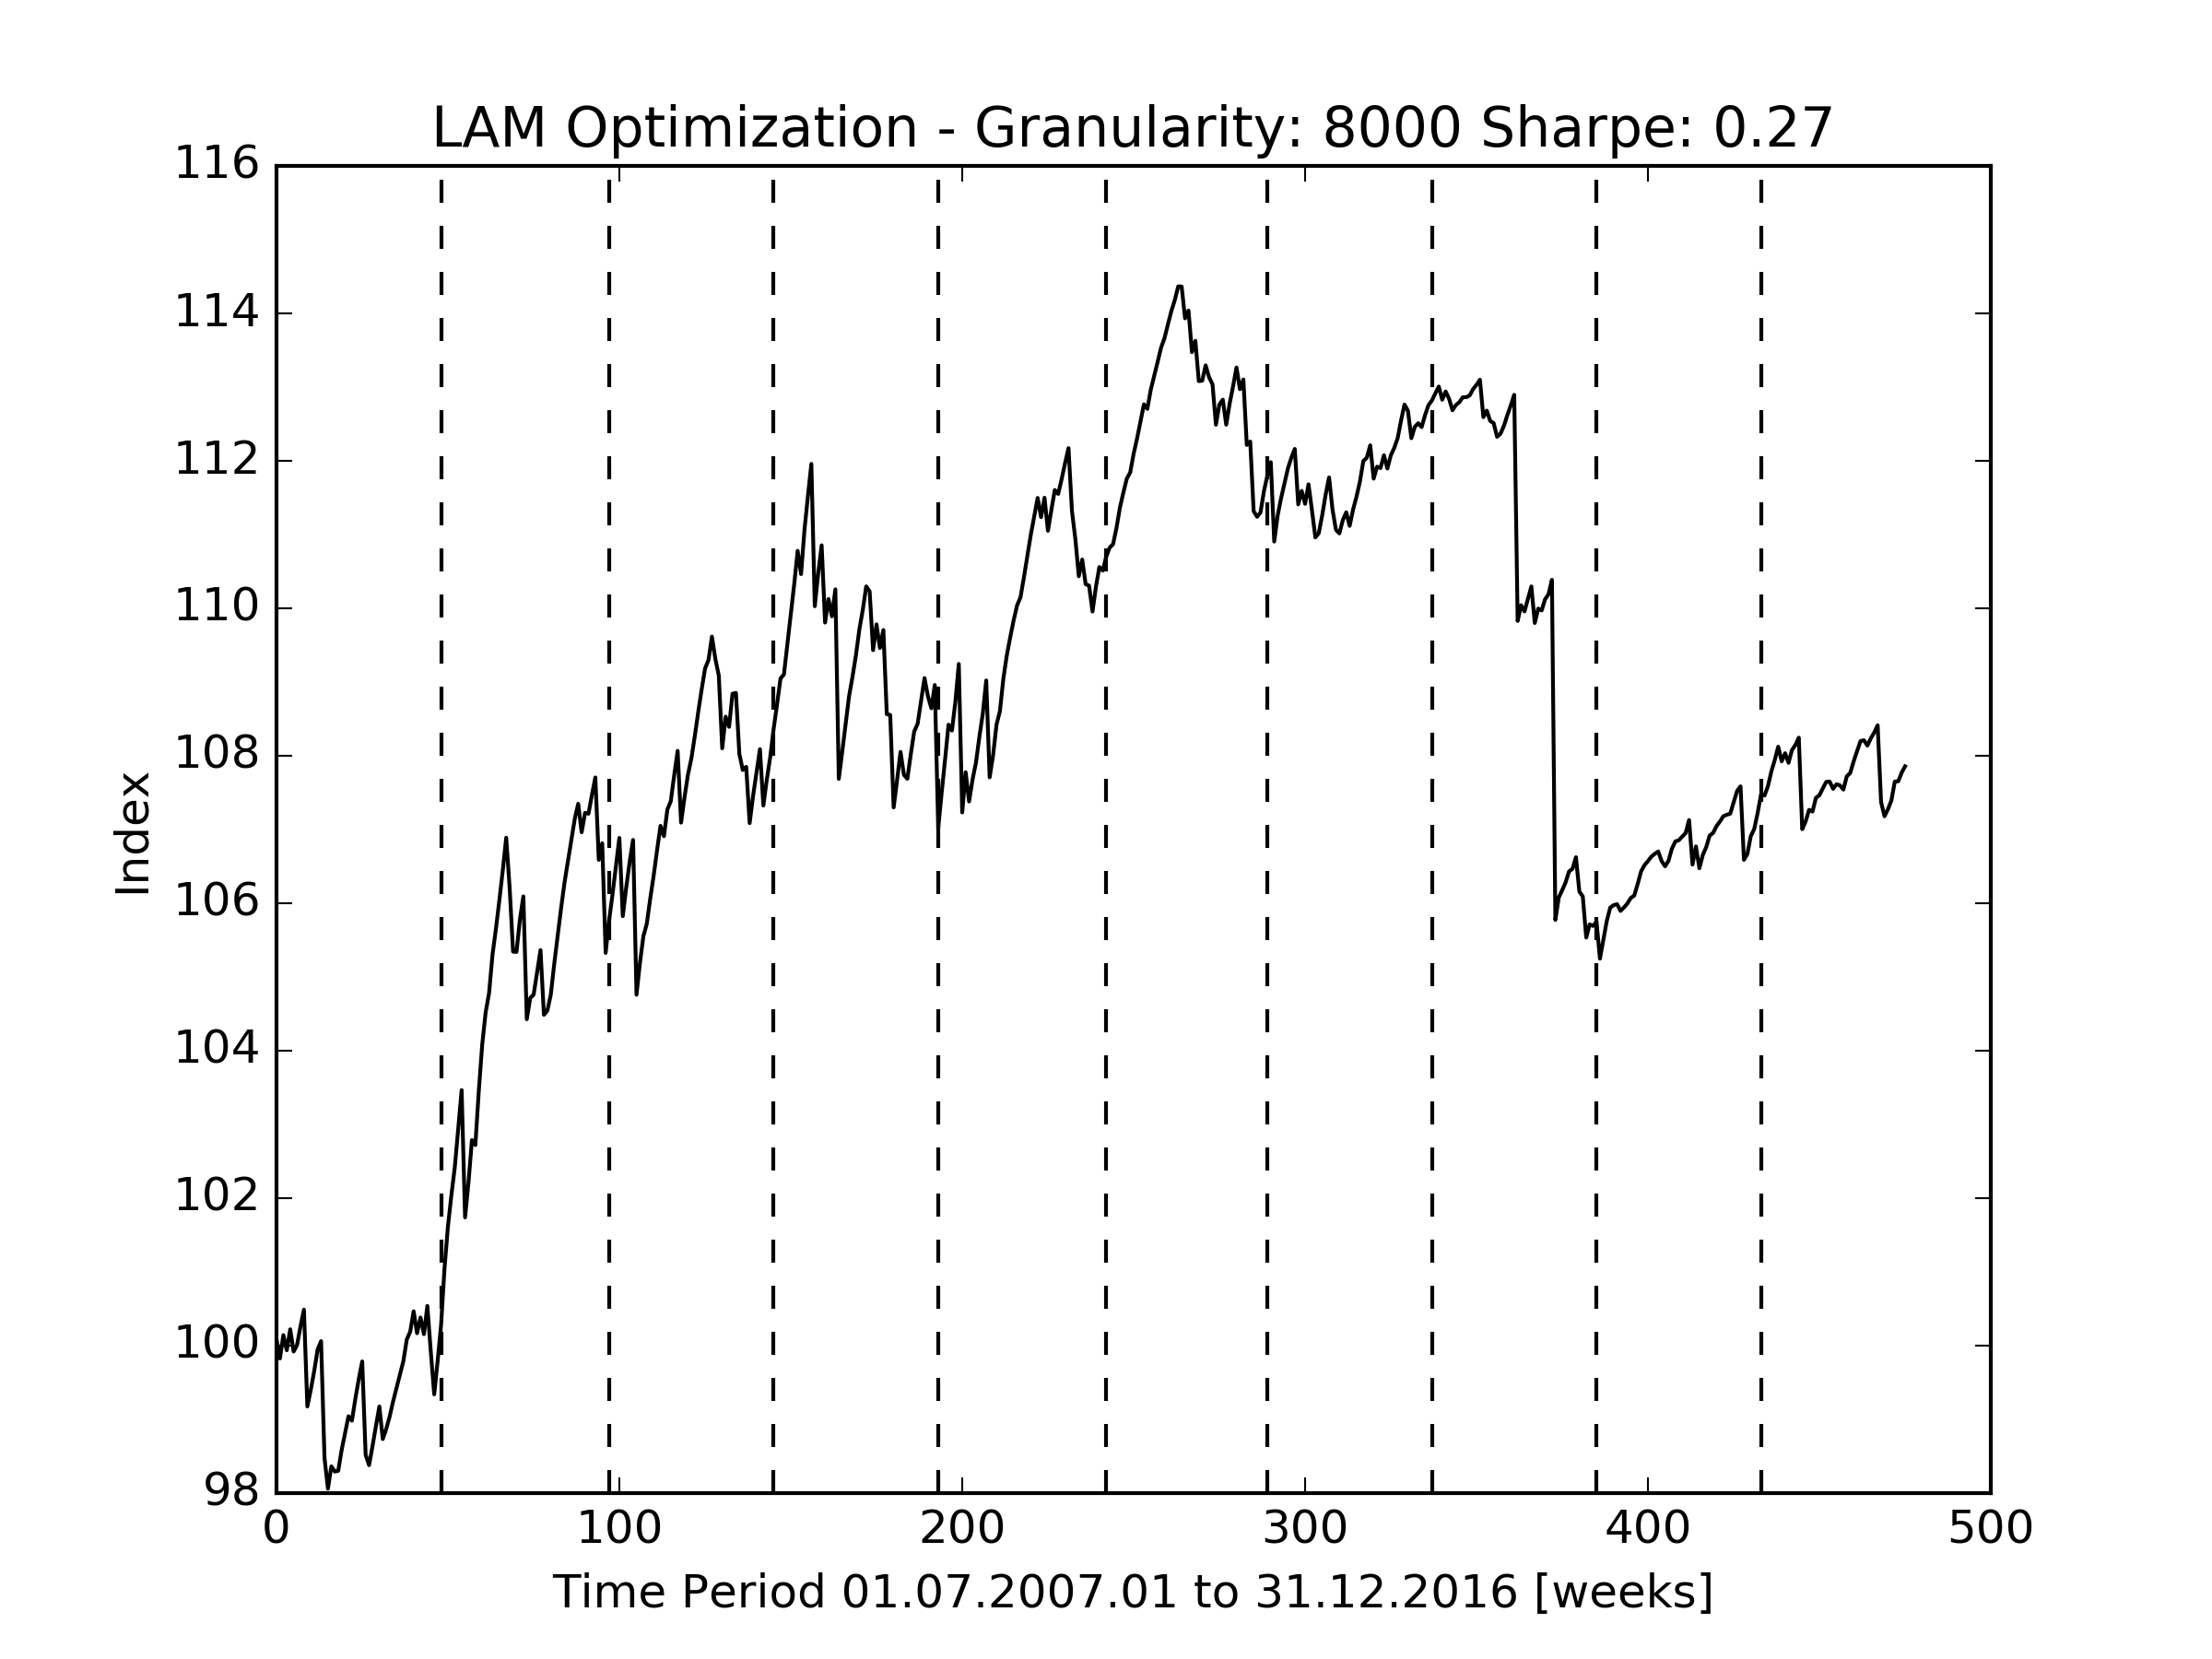 LAM Optimization - Granularity: 8000 Sharpe: 0.27
116
114
112
110
108
106
104
102
100
98
Index
0 100 200 300 400 500
Time Period 01.07.2007.01 to 31.12.2016 [weeks]